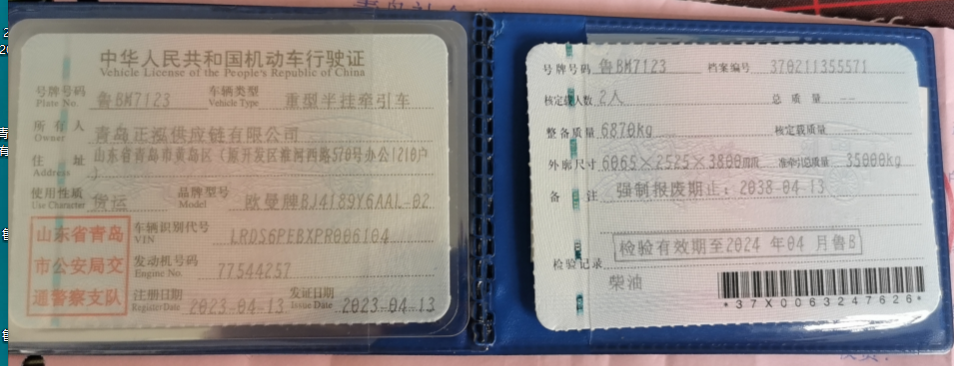 中华人民共和国机动车行驶证
Vehicle License of the People's Republic of China
号牌号码 鲁BM7123 车辆类型 重型半挂牵引车
Plate No. Vehicle Type
所有人 青岛正泓供应链有限公司
Owner
住址 山东省青岛市黄岛区(原开发区淮河西路570号办公1210户
Address )
使用性质 货运 品牌型号 欧曼牌BJ4189Y6AAL-02
Use Character Model
山东省青岛
市公安局交
通警察支队
车辆识别代号 LRDS6PEBXPR006104
VIN
发动机号码 77544257
Engine No.
注册日期 2023-04-13 发证日期 2023-04-13
Register Date Issue Date
号牌号码 鲁BM7123 档案编号 370211355571
核定载人数 2人 总质量 --
整备质量 6870kg 核定载质量 --
外廓尺寸 6065×2525×3800mm 准牵引总质量 35000kg
备注 强制报废期止:2038-04-13
检验有效期至2024年04月鲁B
检验记录
柴油
*37X0063247626*